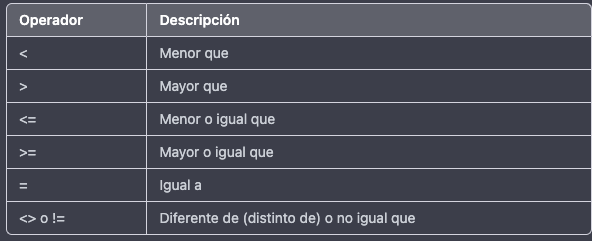 Operador Descripción
< Menor que
> Mayor que
<= Menor o igual que
>= Mayor o igual que
= Igual a
<> o != Diferente de (distinto de) o no igual que